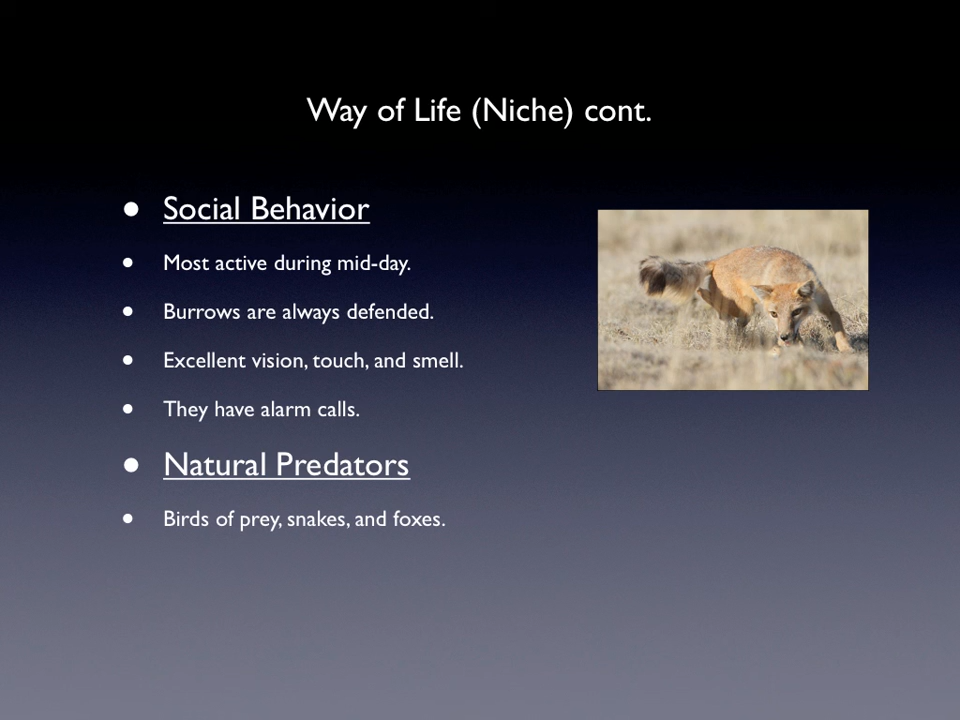 Way of Life (Niche) cont.
• Social Behavior
• Most active during mid-day.
• Burrows are always defended.
• Excellent vision, touch, and smell.
• They have alarm calls.
• Natural Predators
• Birds of prey, snakes, and foxes.